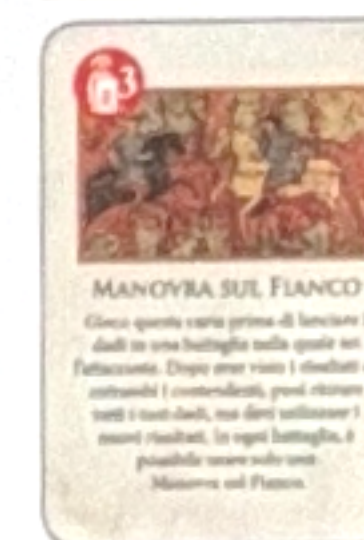 3
MANOVRA SUL FIANCO
Gioca questa carta prima di lanciare i
dadi in una battaglia nella quale sei
l'attaccante. Dopo aver visto i risultati
entrambi i contendenti, puoi ritirare
tutti i tuoi dadi, ma devi utilizzare i
nuovi risultati. In ogni battaglia, è
possibile usare solo una
Manovra sul Fianco.